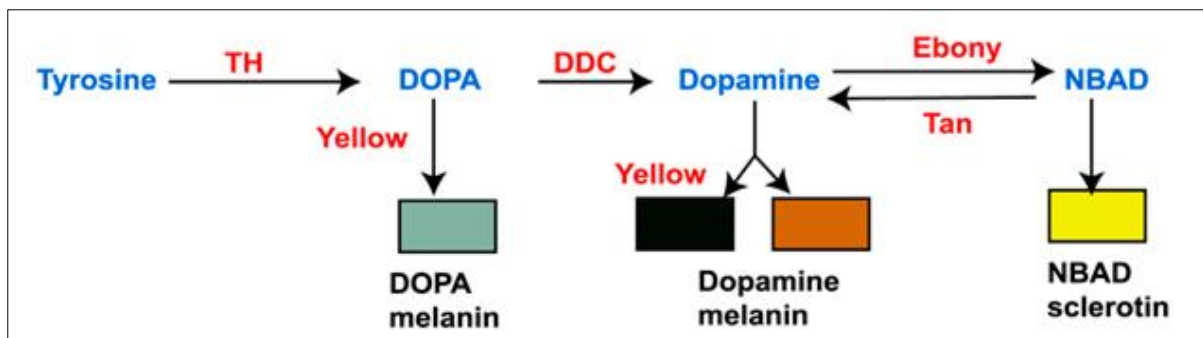 TH
DDC
Ebony
Tyrosine
DOPA
Dopamine
NBAD
Tan
Yellow
Yellow
DOPA
melanin
Dopamine
melanin
NBAD
sclerotin